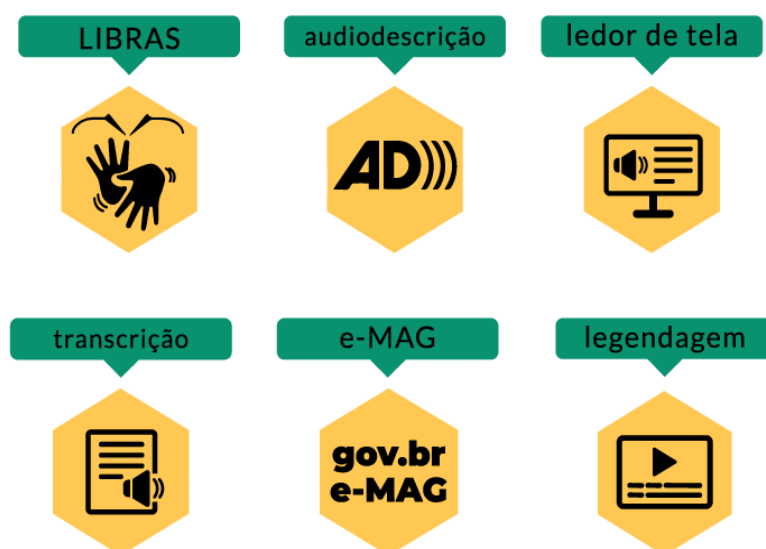 LIBRAS
audiodescrição
ledor de tela
AD
transcrição
e-MAG
legendagem
gov.br
e-MAG